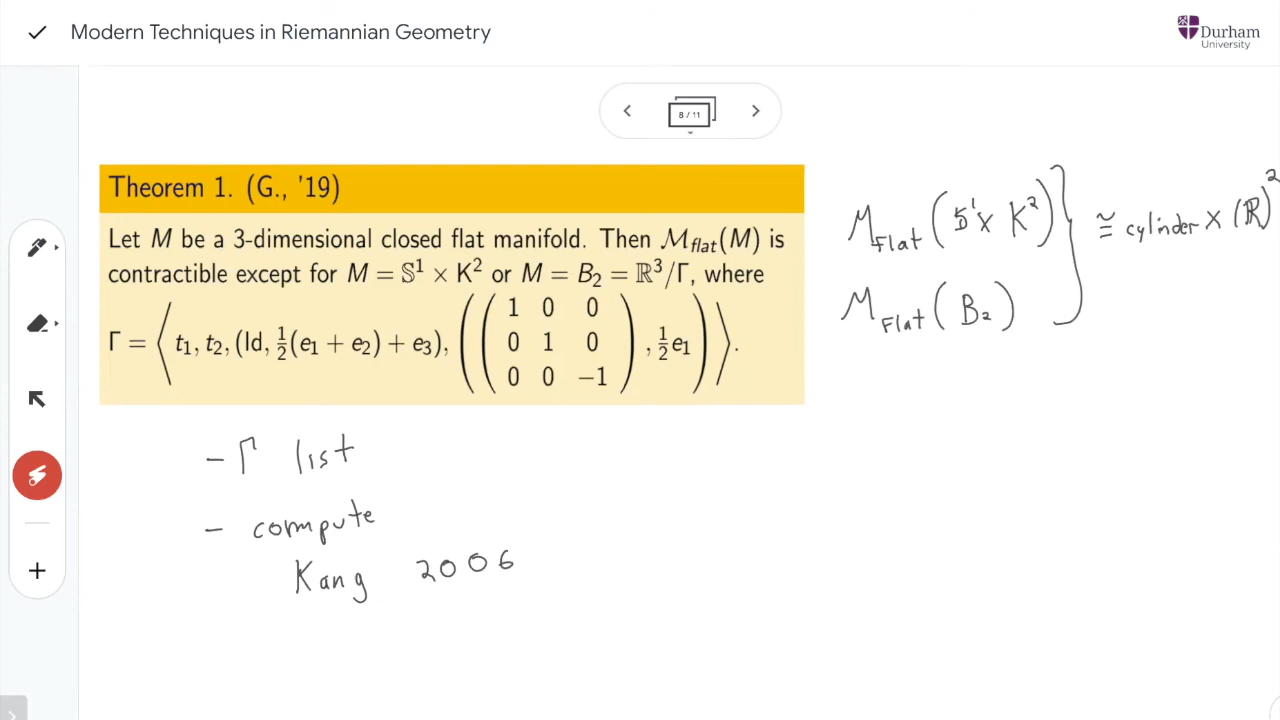 Modern Techniques in Riemannian Geometry
Durham
University
8 / 11
Theorem 1. (G., '19)
Let M be a 3-dimensional closed flat manifold. Then ℳ_flat(M) is
contractible except for M = 𝕊¹ × K² or M = B₂ = ℝ³/Γ, where
Γ = ⟨ t₁, t₂, (Id, ½(e₁ + e₂) + e₃), ( ( 1 0 0
0 1 0
0 0 −1 ) , ½e₁ ) ⟩.
ℳ_Flat (S¹ × K²)
ℳ_Flat (B₂)
} ≅ cylinder × (ℝ)²
- Γ list
- compute
Kang 2006